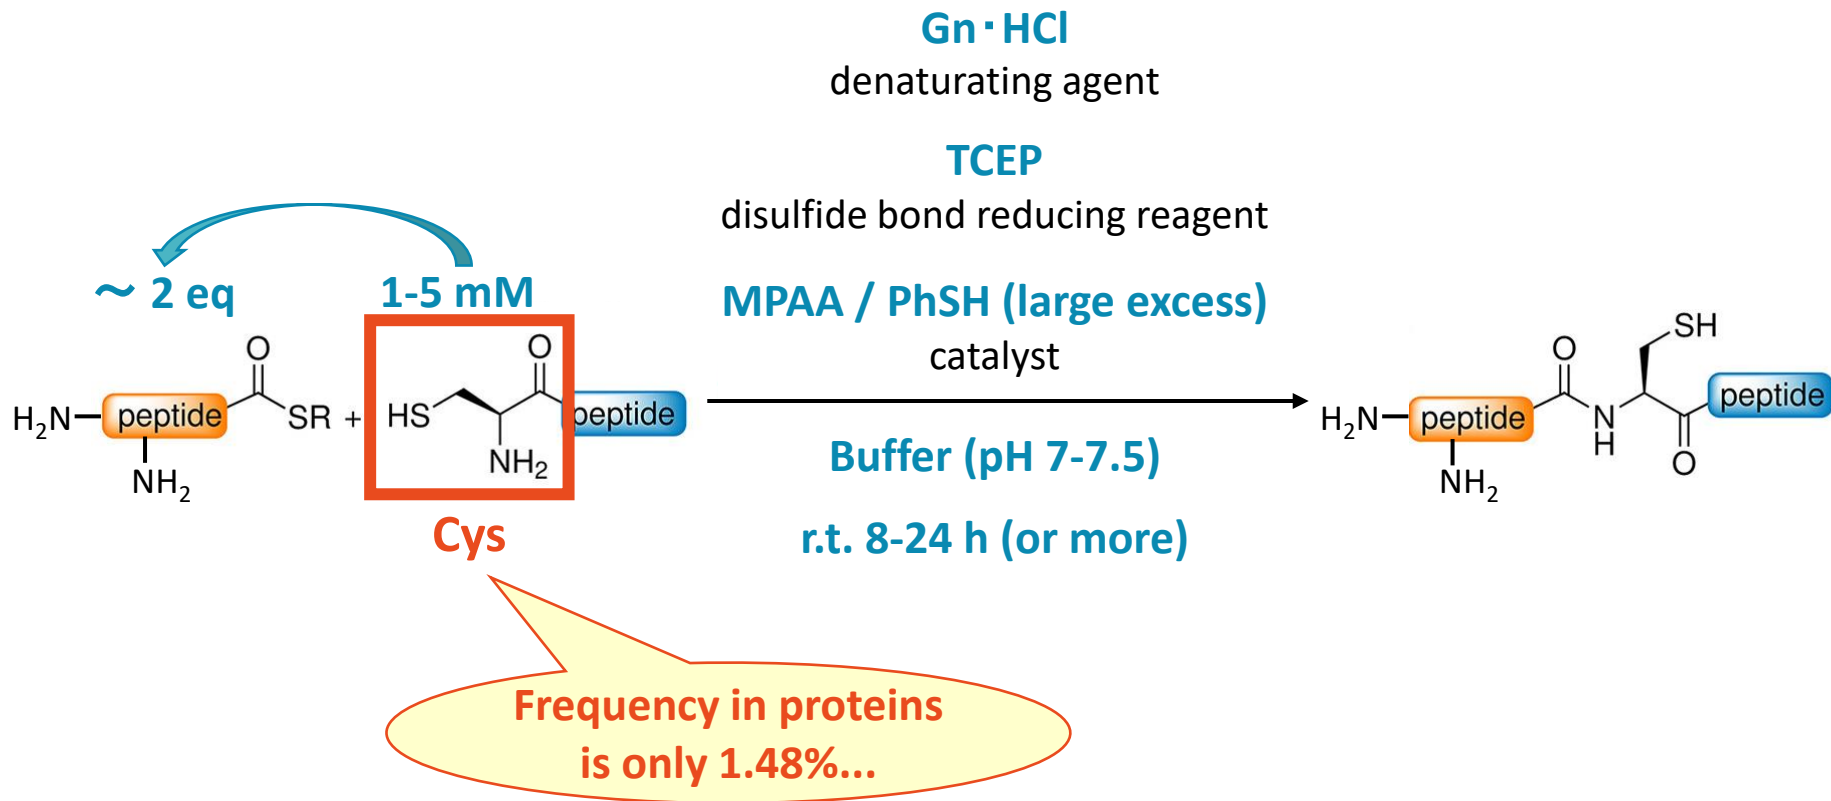 Gn･HCl
denaturating agent
TCEP
disulfide bond reducing reagent
MPAA / PhSH (large excess)
catalyst
Buffer (pH 7-7.5)
r.t. 8-24 h (or more)
～ 2 eq
1-5 mM
H₂N
peptide
NH₂
O
SR
+
HS
O
NH₂
peptide
Cys
Frequency in proteins
is only 1.48%...
H₂N
peptide
NH₂
O
N
H
SH
O
peptide